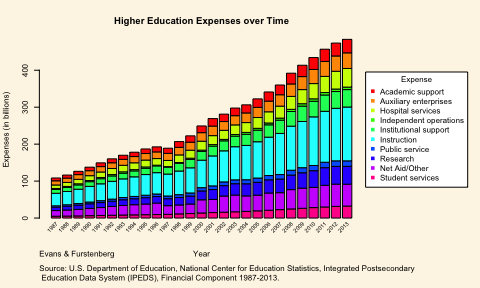 Higher Education Expenses over Time
Expenses (in billions)
400
300
200
100
0
1987 1988 1989 1990 1991 1992 1993 1994 1995 1996 1997 1998 1999 2000 2001 2002 2003 2004 2005 2006 2007 2008 2009 2010 2011 2012 2013
Expense
Academic support
Auxiliary enterprises
Hospital services
Independent operations
Institutional support
Instruction
Public service
Research
Net Aid/Other
Student services
Evans & Furstenberg
Year
Source: U.S. Department of Education, National Center for Education Statistics, Integrated Postsecondary
Education Data System (IPEDS), Financial Component 1987-2013.